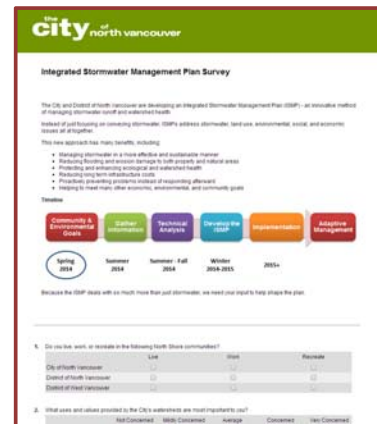 the city of north vancouver
Integrated Stormwater Management Plan Survey
The City and District of North Vancouver are developing an Integrated Stormwater Management Plan (ISMP) - an innovative method
of managing stormwater runoff and watershed health.
Instead of just focusing on conveying stormwater, ISMPs address stormwater, land use, environmental, social, and economic
issues all at together.
This new approach has many benefits, including:
Managing stormwater in a more effective and sustainable manner
Reducing flooding and erosion damage to both property and natural areas
Protecting and enhancing ecological and watershed health
Reducing long term infrastructure costs
Proactively preventing problems instead of responding afterward
Helping to meet many other economic, environmental, and community goals
Timeline
Community & Environmental Goals
Gather Information
Technical Analysis
Develop the ISMP
Implementation
Adaptive Management
Spring 2014
Summer 2014
Summer - Fall 2014
Winter 2014-2015
2015+
Because the ISMP deals with so much more than just stormwater, we need your input to help shape the plan.
1. Do you live, work, or recreate in the following North Shore communities?
Live Work Recreate
City of North Vancouver
District of North Vancouver
District of West Vancouver
2. What uses and values provided by the City's watersheds are most important to you?
Not Concerned Mildly Concerned Average Concerned Very Concerned